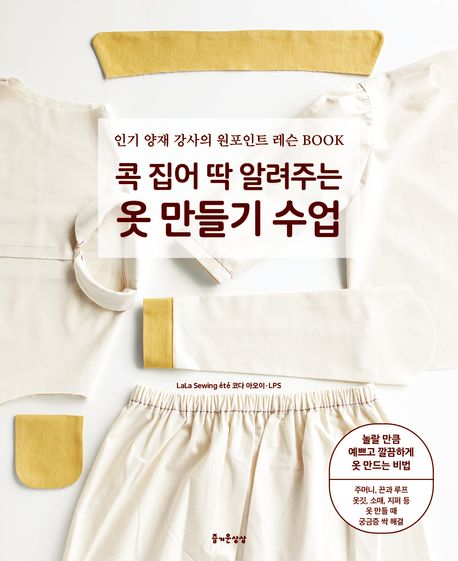 인기 양재 강사의 원포인트 레슨 BOOK
콕 집어 딱 알려주는
옷 만들기 수업
LaLa Sewing été 코다 아오이·LPS
놀랄 만큼
예쁘고 깔끔하게
옷 만드는 비법
주머니, 끈과 루프
옷깃, 소매, 지퍼 등
옷 만들 때
궁금증 싹 해결
즐거운상상